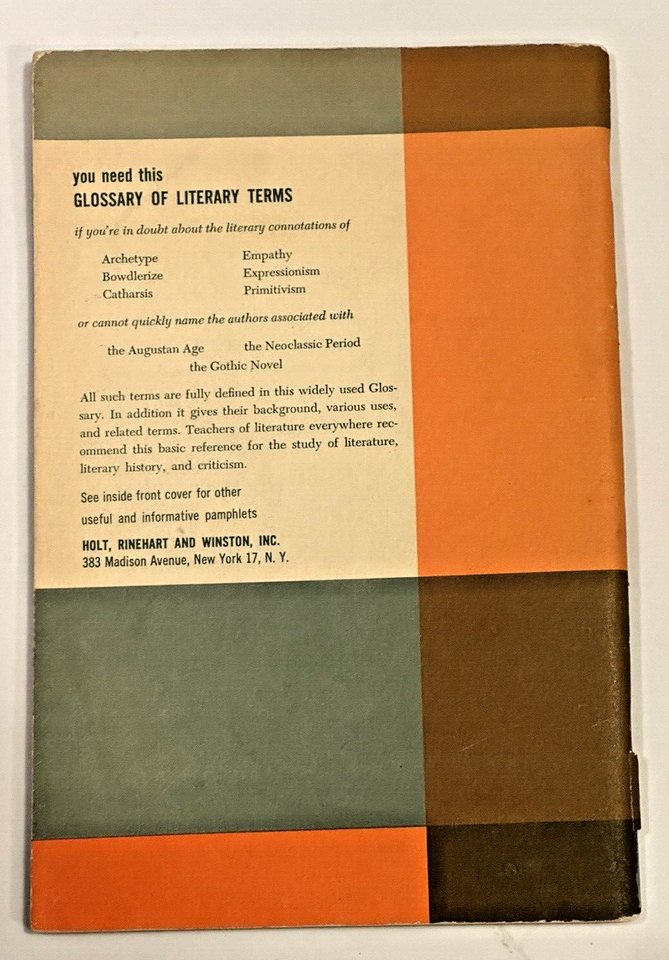 you need this
GLOSSARY OF LITERARY TERMS
if you're in doubt about the literary connotations of
Archetype Empathy
Bowdlerize Expressionism
Catharsis Primitivism
or cannot quickly name the authors associated with
the Augustan Age the Neoclassic Period
the Gothic Novel
All such terms are fully defined in this widely used Glos-
sary. In addition it gives their background, various uses,
and related terms. Teachers of literature everywhere rec-
ommend this basic reference for the study of literature,
literary history, and criticism.
See inside front cover for other
useful and informative pamphlets
HOLT, RINEHART AND WINSTON, INC.
383 Madison Avenue, New York 17, N. Y.